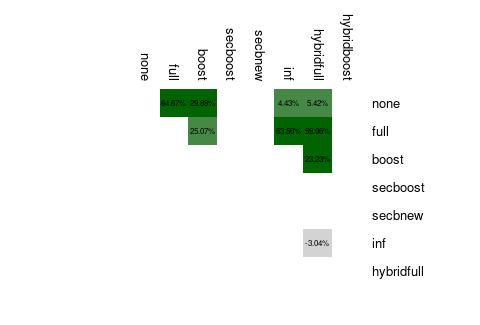 none
full
boost
secboost
secbnew
inf
hybridfull
hybridboost
64.67% 29.89% 4.43% 5.42% none
25.07% 63.50% 59.96% full
23.23% boost
secboost
secbnew
-3.04% inf
hybridfull